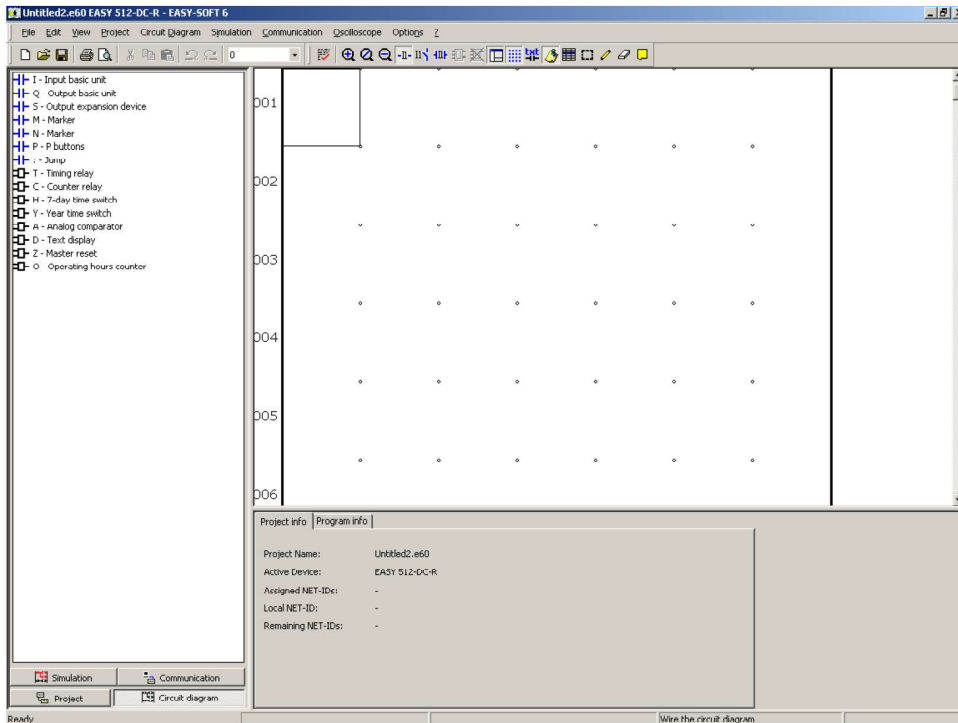 Untitled2.e60 EASY 512-DC-R - EASY-SOFT 6
File Edit View Project Circuit Diagram Simulation Communication Oscilloscope Options ?
0
I - Input basic unit
Q Output basic unit
S - Output expansion device
M - Marker
N - Marker
P - P buttons
: - Jump
T - Timing relay
C - Counter relay
H - 7-day time switch
Y - Year time switch
A - Analog comparator
D - Text display
Z - Master reset
O Operating hours counter
001
002
003
004
005
006
Project info Program info
Project Name: Untitled2.e60
Active Device: EASY 512-DC-R
Assigned NET-IDs: -
Local NET-ID: -
Remaining NET-IDs: -
Simulation Communication
Project Circuit diagram
Ready Wire the circuit diagram